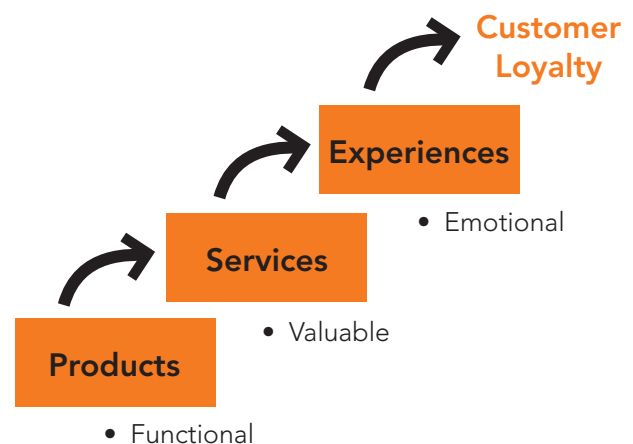 Customer
Loyalty
Experiences
• Emotional
Services
• Valuable
Products
• Functional